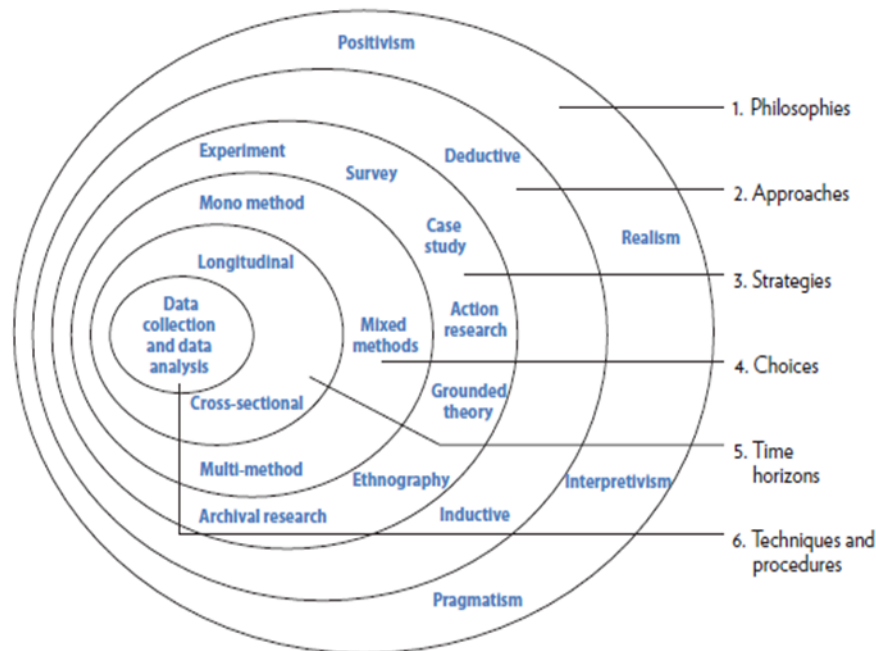 Positivism
1. Philosophies
Experiment
Deductive
Survey
2. Approaches
Mono method
Case
study
Realism
Longitudinal
3. Strategies
Data
collection
and data
analysis
Mixed
methods
Action
research
4. Choices
Cross-sectional
Grounded
theory
5. Time
horizons
Multi-method
Ethnography
Interpretivism
Archival research
Inductive
6. Techniques and
procedures
Pragmatism